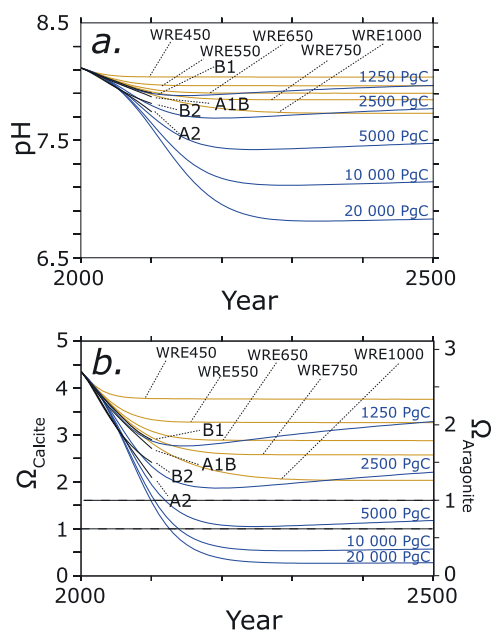 8.5
a.
WRE450
WRE550
WRE650
WRE750
WRE1000
B1
1250 PgC
2500 PgC
A1B
B2
7.5
A2
5000 PgC
pH
10 000 PgC
20 000 PgC
6.5
2000
2500
Year
5
b.
WRE450
WRE550
WRE650
WRE750
WRE1000
3
4
1250 PgC
B1
3
2
A1B
2500 PgC
B2
2
A2
1
5000 PgC
1
10 000 PgC
20 000 PgC
0
0
Ω Calcite
Ω Aragonite
2000
2500
Year